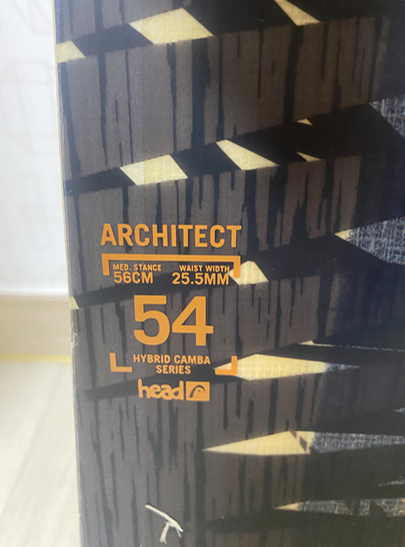 ARCHITECT
MED. STANCE WAIST WIDTH
56CM 25.5MM
54
HYBRID CAMBA
SERIES
head